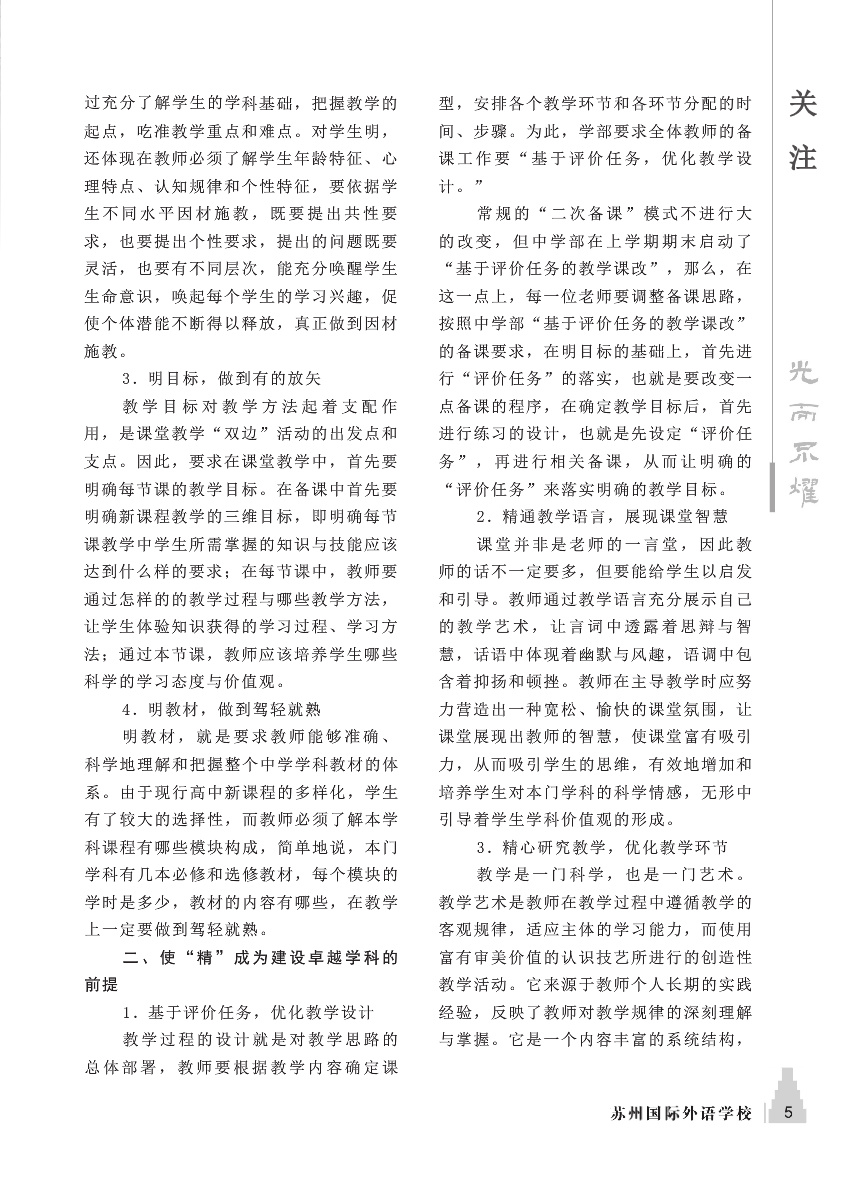 过充分了解学生的学科基础，把握教学的
起点，吃准教学重点和难点。对学生明，
还体现在教师必须了解学生年龄特征、心
理特点、认知规律和个性特征，要依据学
生不同水平因材施教，既要提出共性要
求，也要提出个性要求，提出的问题既要
灵活，也要有不同层次，能充分唤醒学生
生命意识，唤起每个学生的学习兴趣，促
使个体潜能不断得以释放，真正做到因材
施教。
3．明目标，做到有的放矢
教学目标对教学方法起着支配作
用，是课堂教学“双边”活动的出发点和
支点。因此，要求在课堂教学中，首先要
明确每节课的教学目标。在备课中首先要
明确新课程教学的三维目标，即明确每节
课教学中学生所需掌握的知识与技能应该
达到什么样的要求；在每节课中，教师要
通过怎样的的教学过程与哪些教学方法，
让学生体验知识获得的学习过程、学习方
法；通过本节课，教师应该培养学生哪些
科学的学习态度与价值观。
4．明教材，做到驾轻就熟
明教材，就是要求教师能够准确、
科学地理解和把握整个中学学科教材的体
系。由于现行高中新课程的多样化，学生
有了较大的选择性，而教师必须了解本学
科课程有哪些模块构成，简单地说，本门
学科有几本必修和选修教材，每个模块的
学时是多少，教材的内容有哪些，在教学
上一定要做到驾轻就熟。
二、使“精”成为建设卓越学科的
前提
1．基于评价任务，优化教学设计
教学过程的设计就是对教学思路的
总体部署，教师要根据教学内容确定课
型，安排各个教学环节和各环节分配的时
间、步骤。为此，学部要求全体教师的备
课工作要“基于评价任务，优化教学设
计。”
常规的“二次备课”模式不进行大
的改变，但中学部在上学期期末启动了
“基于评价任务的教学课改”，那么，在
这一点上，每一位老师要调整备课思路，
按照中学部“基于评价任务的教学课改”
的备课要求，在明目标的基础上，首先进
行“评价任务”的落实，也就是要改变一
点备课的程序，在确定教学目标后，首先
进行练习的设计，也就是先设定“评价任
务”，再进行相关备课，从而让明确的
“评价任务”来落实明确的教学目标。
2．精通教学语言，展现课堂智慧
课堂并非是老师的一言堂，因此教
师的话不一定要多，但要能给学生以启发
和引导。教师通过教学语言充分展示自己
的教学艺术，让言词中透露着思辩与智
慧，话语中体现着幽默与风趣，语调中包
含着抑扬和顿挫。教师在主导教学时应努
力营造出一种宽松、愉快的课堂氛围，让
课堂展现出教师的智慧，使课堂富有吸引
力，从而吸引学生的思维，有效地增加和
培养学生对本门学科的科学情感，无形中
引导着学生学科价值观的形成。
3．精心研究教学，优化教学环节
教学是一门科学，也是一门艺术。
教学艺术是教师在教学过程中遵循教学的
客观规律，适应主体的学习能力，而使用
富有审美价值的认识技艺所进行的创造性
教学活动。它来源于教师个人长期的实践
经验，反映了教师对教学规律的深刻理解
与掌握。它是一个内容丰富的系统结构，
关注
光而不耀
苏州国际外语学校
5